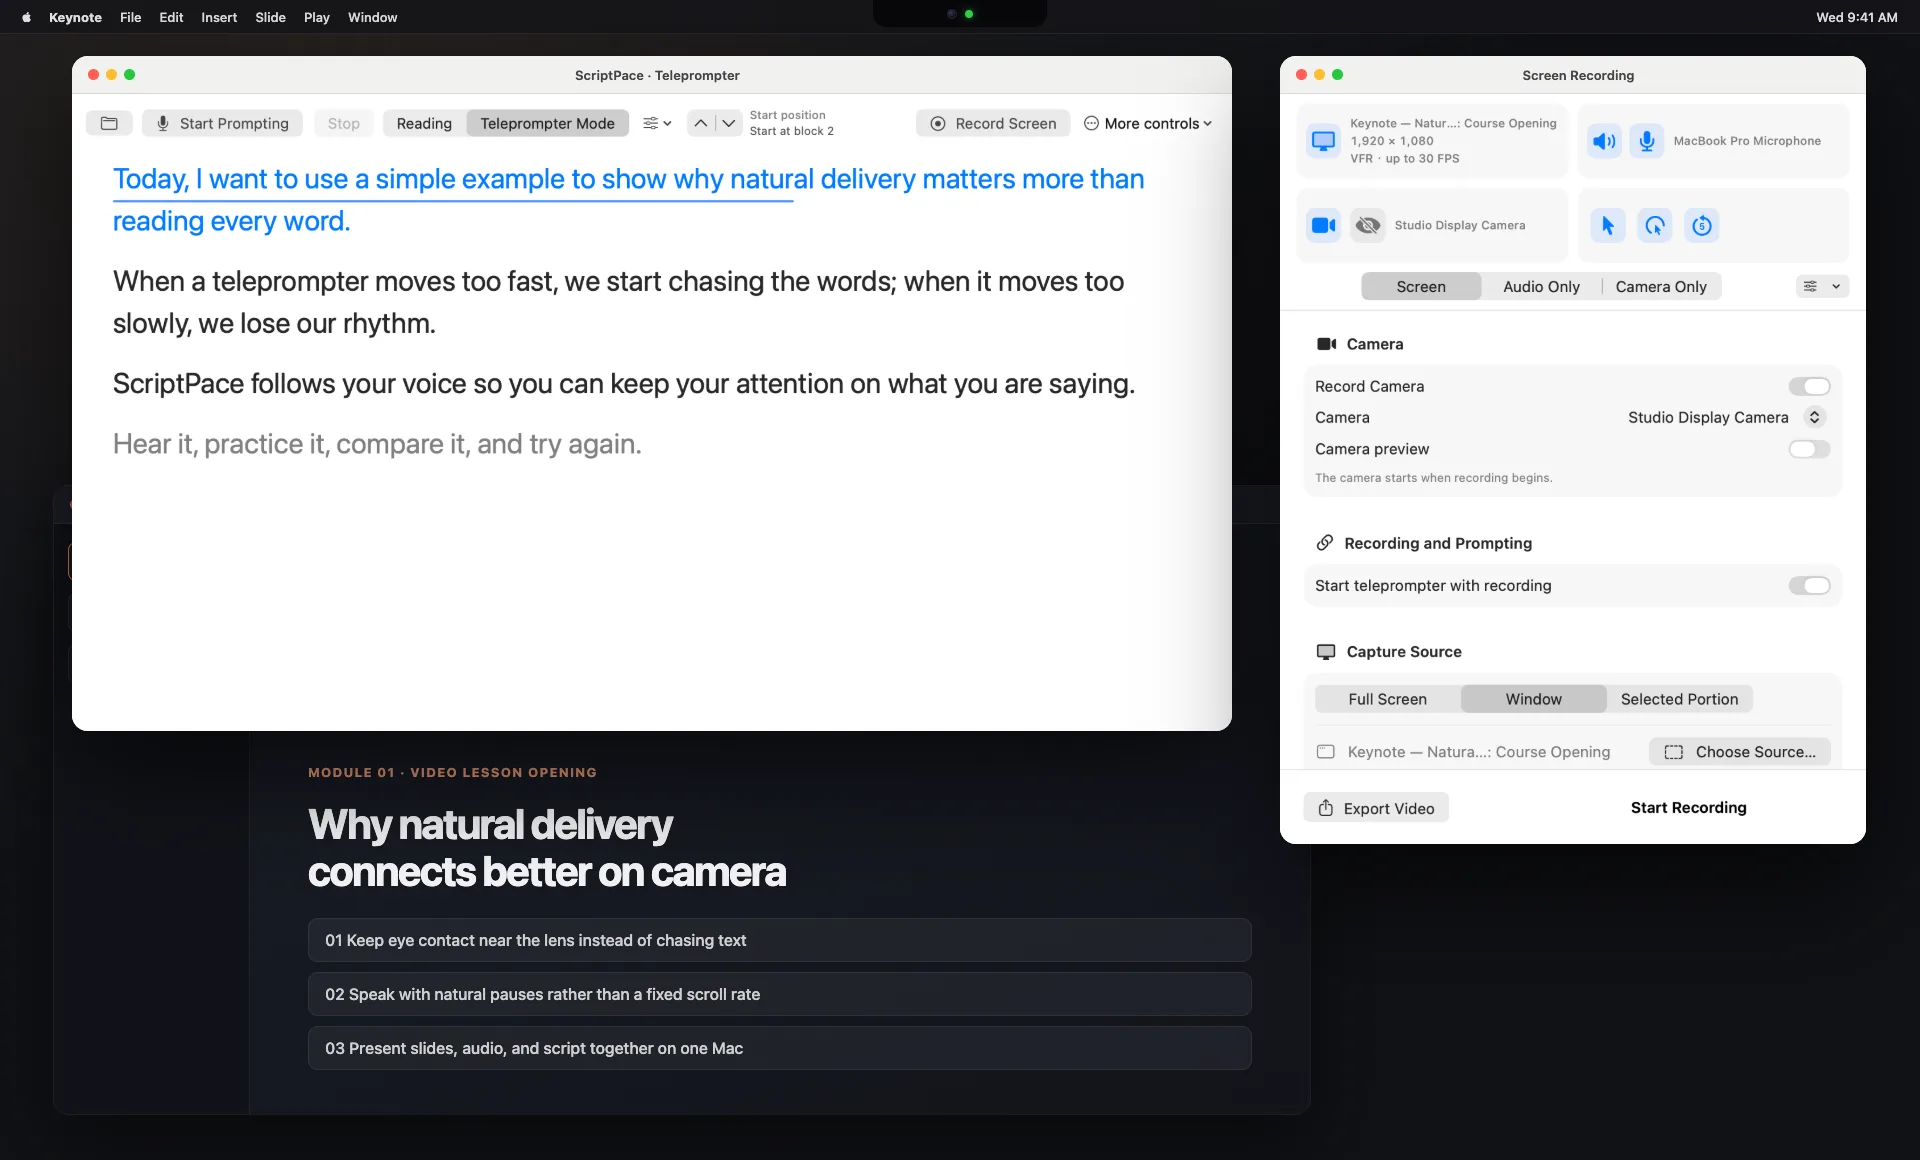 Keynote File Edit Insert Slide Play Window
Wed 9:41 AM
ScriptPace · Teleprompter
Start Prompting
Stop
Reading
Teleprompter Mode
Start position
Start at block 2
Record Screen
More controls
Today, I want to use a simple example to show why natural delivery matters more than
reading every word.
When a teleprompter moves too fast, we start chasing the words; when it moves too
slowly, we lose our rhythm.
ScriptPace follows your voice so you can keep your attention on what you are saying.
Hear it, practice it, compare it, and try again.
MODULE 01 · VIDEO LESSON OPENING
Why natural delivery
connects better on camera
01 Keep eye contact near the lens instead of chasing text
02 Speak with natural pauses rather than a fixed scroll rate
03 Present slides, audio, and script together on one Mac
Screen Recording
Keynote — Natur...: Course Opening
1,920 × 1,080
VFR · up to 30 FPS
MacBook Pro Microphone
Studio Display Camera
5
Screen
Audio Only
Camera Only
Camera
Record Camera
Camera
Studio Display Camera
Camera preview
The camera starts when recording begins.
Recording and Prompting
Start teleprompter with recording
Capture Source
Full Screen
Window
Selected Portion
Keynote — Natura...: Course Opening
Choose Source...
Export Video
Start Recording